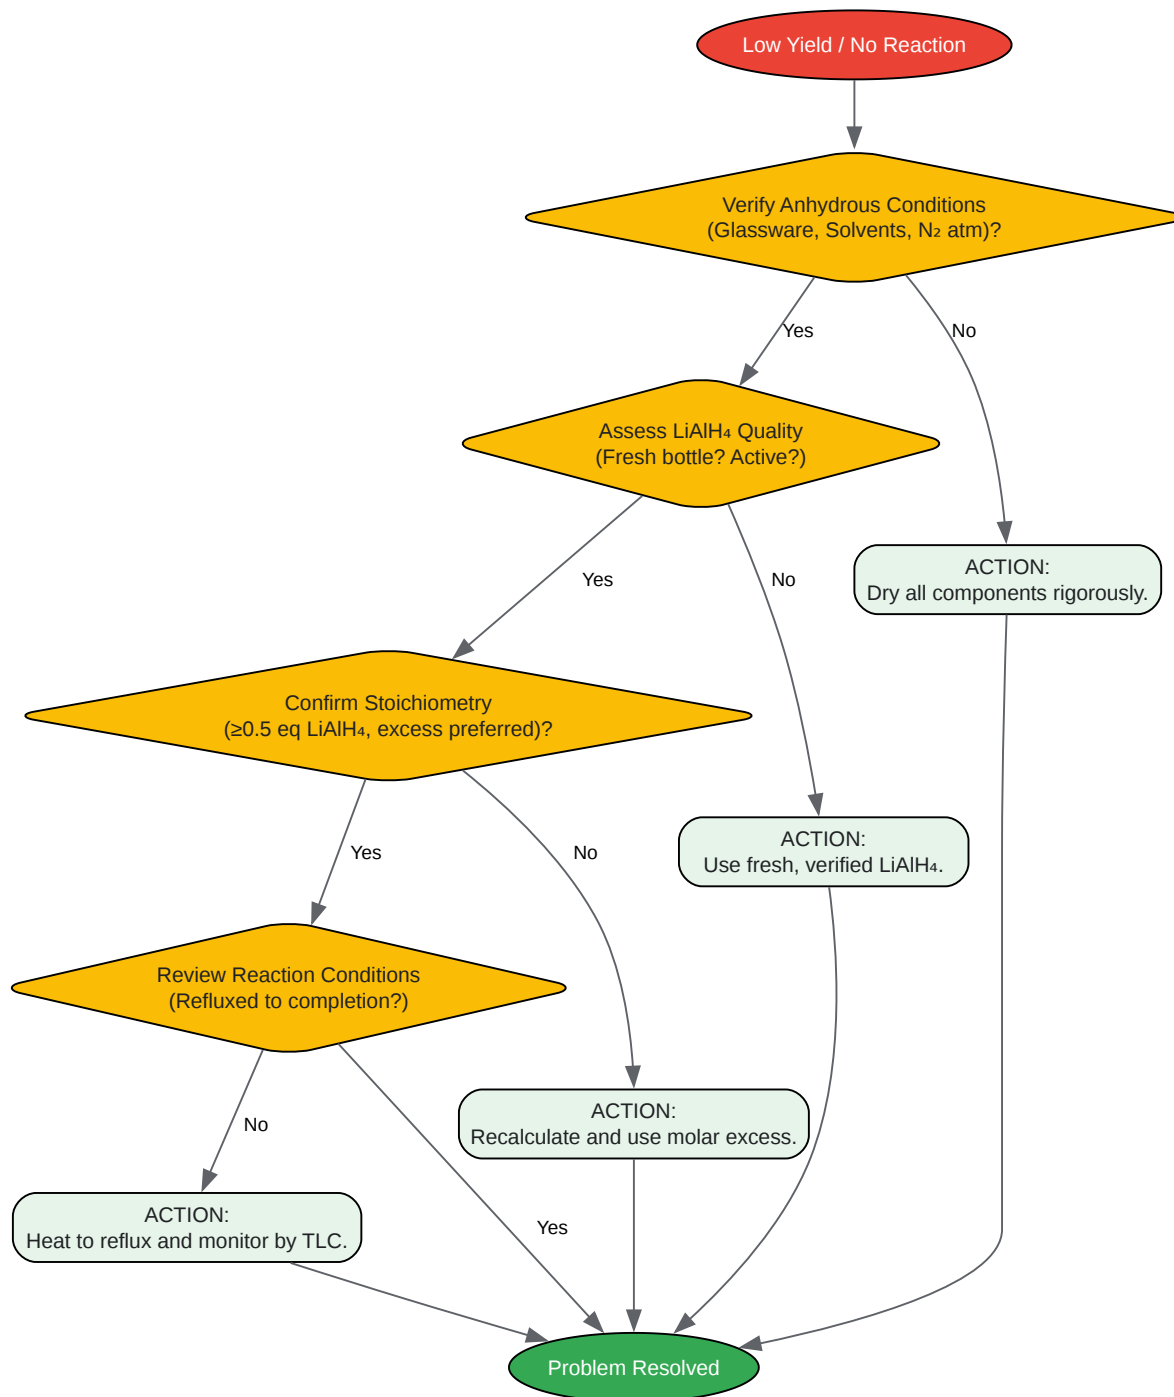 Low Yield / No Reaction
Verify Anhydrous Conditions
(Glassware, Solvents, N₂ atm)?
Yes
No
Assess LiAlH₄ Quality
(Fresh bottle? Active?)
Yes
No
ACTION:
Dry all components rigorously.
Confirm Stoichiometry
(≥0.5 eq LiAlH₄, excess preferred)?
Yes
No
ACTION:
Use fresh, verified LiAlH₄.
Review Reaction Conditions
(Refluxed to completion?)
No
Yes
ACTION:
Recalculate and use molar excess.
ACTION:
Heat to reflux and monitor by TLC.
Problem Resolved